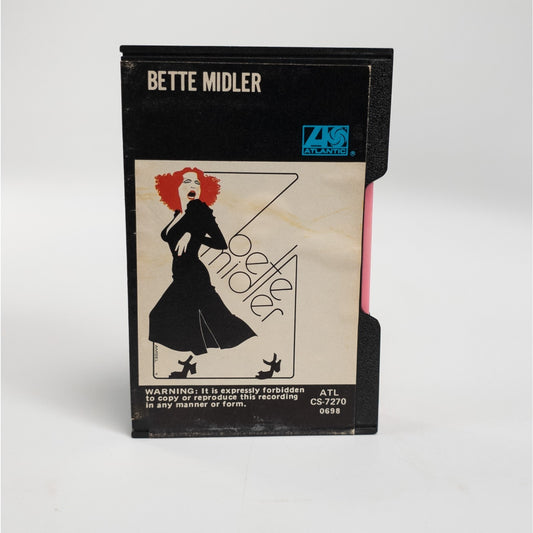 BETTE MIDLER
ATLANTIC®
bette
midler
WARNING: It is expressly forbidden
to copy or reproduce this recording
in any manner or form.
ATL
CS-7270
0698